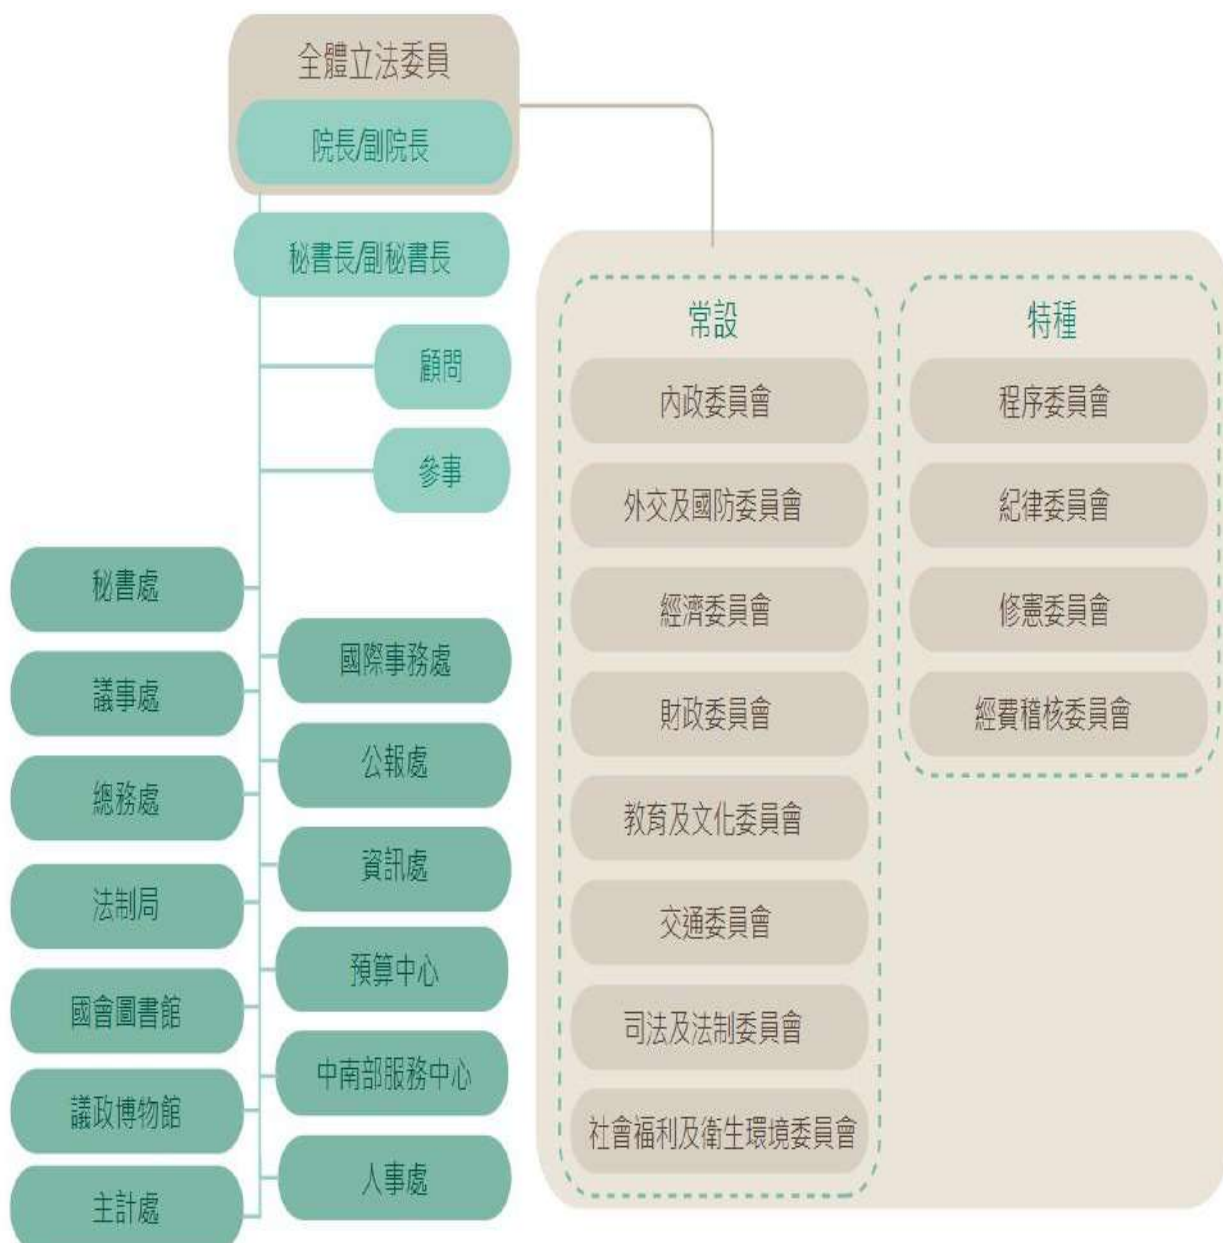 全體立法委員
院長/副院長
秘書長/副秘書長
顧問
參事
秘書處
國際事務處
議事處
公報處
總務處
資訊處
法制局
預算中心
國會圖書館
中南部服務中心
議政博物館
人事處
主計處
常設
內政委員會
外交及國防委員會
經濟委員會
財政委員會
教育及文化委員會
交通委員會
司法及法制委員會
社會福利及衛生環境委員會
特種
程序委員會
紀律委員會
修憲委員會
經費稽核委員會